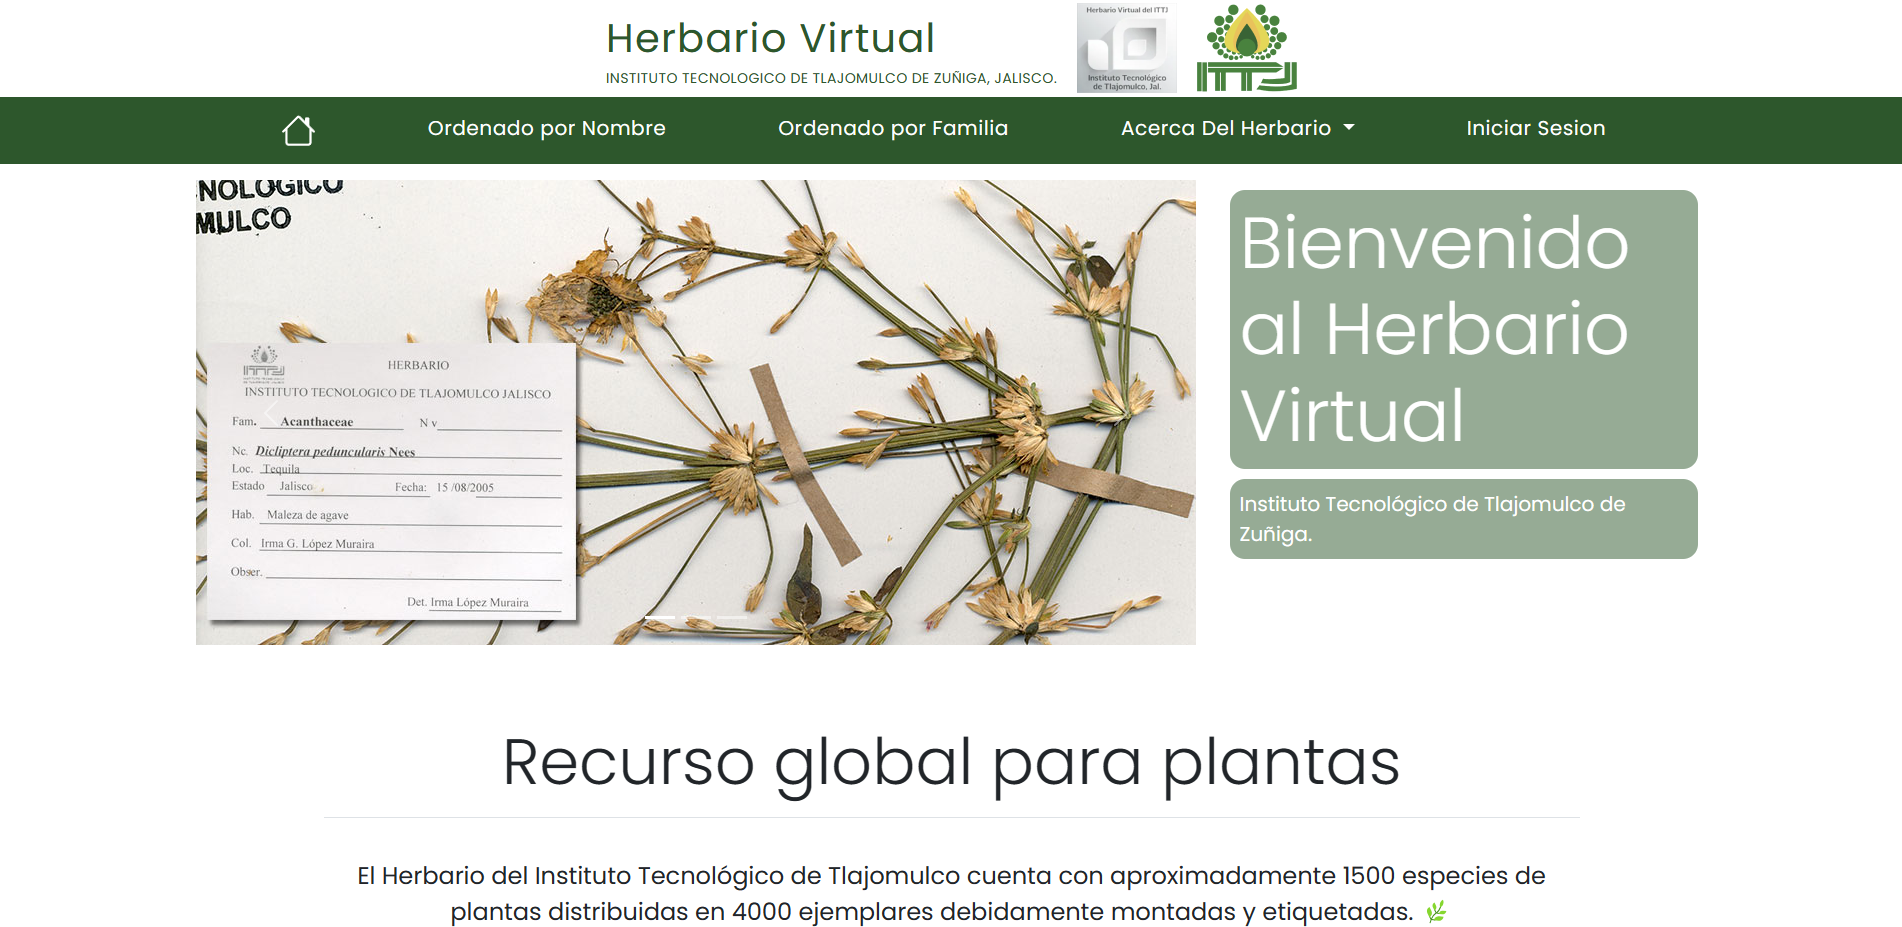 Herbario Virtual
INSTITUTO TECNOLOGICO DE TLAJOMULCO DE ZUÑIGA, JALISCO.
Herbario Virtual del ITTJ
Instituto Tecnológico
de Tlajomulco, Jal.
ITTJ
Ordenado por Nombre
Ordenado por Familia
Acerca Del Herbario
Iniciar Sesion
NOLOGICO
MULCO
ITTJ
HERBARIO
INSTITUTO TECNOLOGICO DE TLAJOMULCO JALISCO
Fam. Acanthaceae N v
Nc. Dicliptera peduncularis Nees
Loc. Tequila
Estado Jalisco Fecha: 15 /08/2005
Hab. Maleza de agave
Col. Irma G. López Muraira
Obser.
Det. Irma López Muraira
Bienvenido
al Herbario
Virtual
Instituto Tecnológico de Tlajomulco de
Zuñiga.
Recurso global para plantas
El Herbario del Instituto Tecnológico de Tlajomulco cuenta con aproximadamente 1500 especies de
plantas distribuidas en 4000 ejemplares debidamente montadas y etiquetadas. 🌿